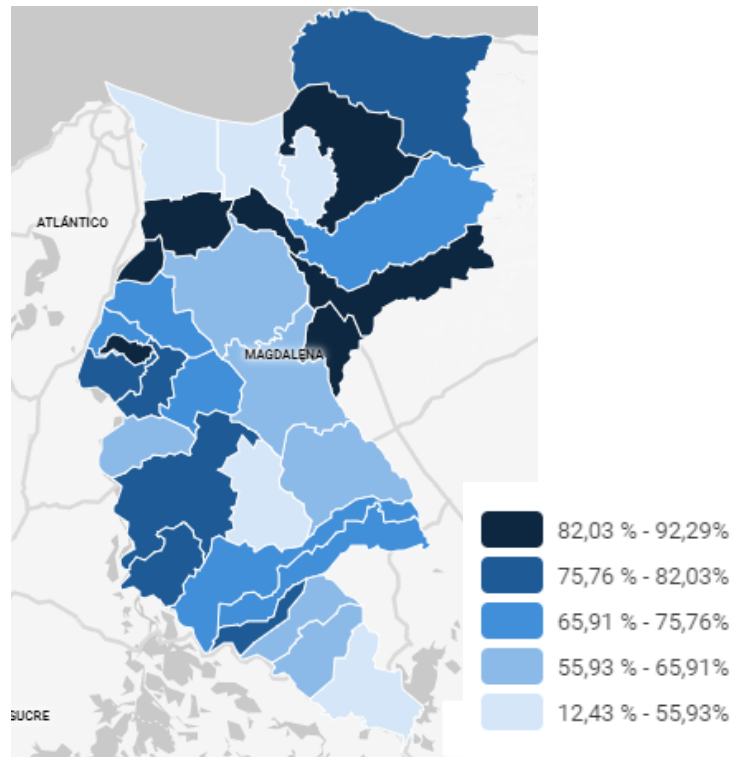 ATLÁNTICO
MAGDALENA
SUCRE
82,03 % - 92,29%
75,76 % - 82,03%
65,91 % - 75,76%
55,93 % - 65,91%
12,43 % - 55,93%